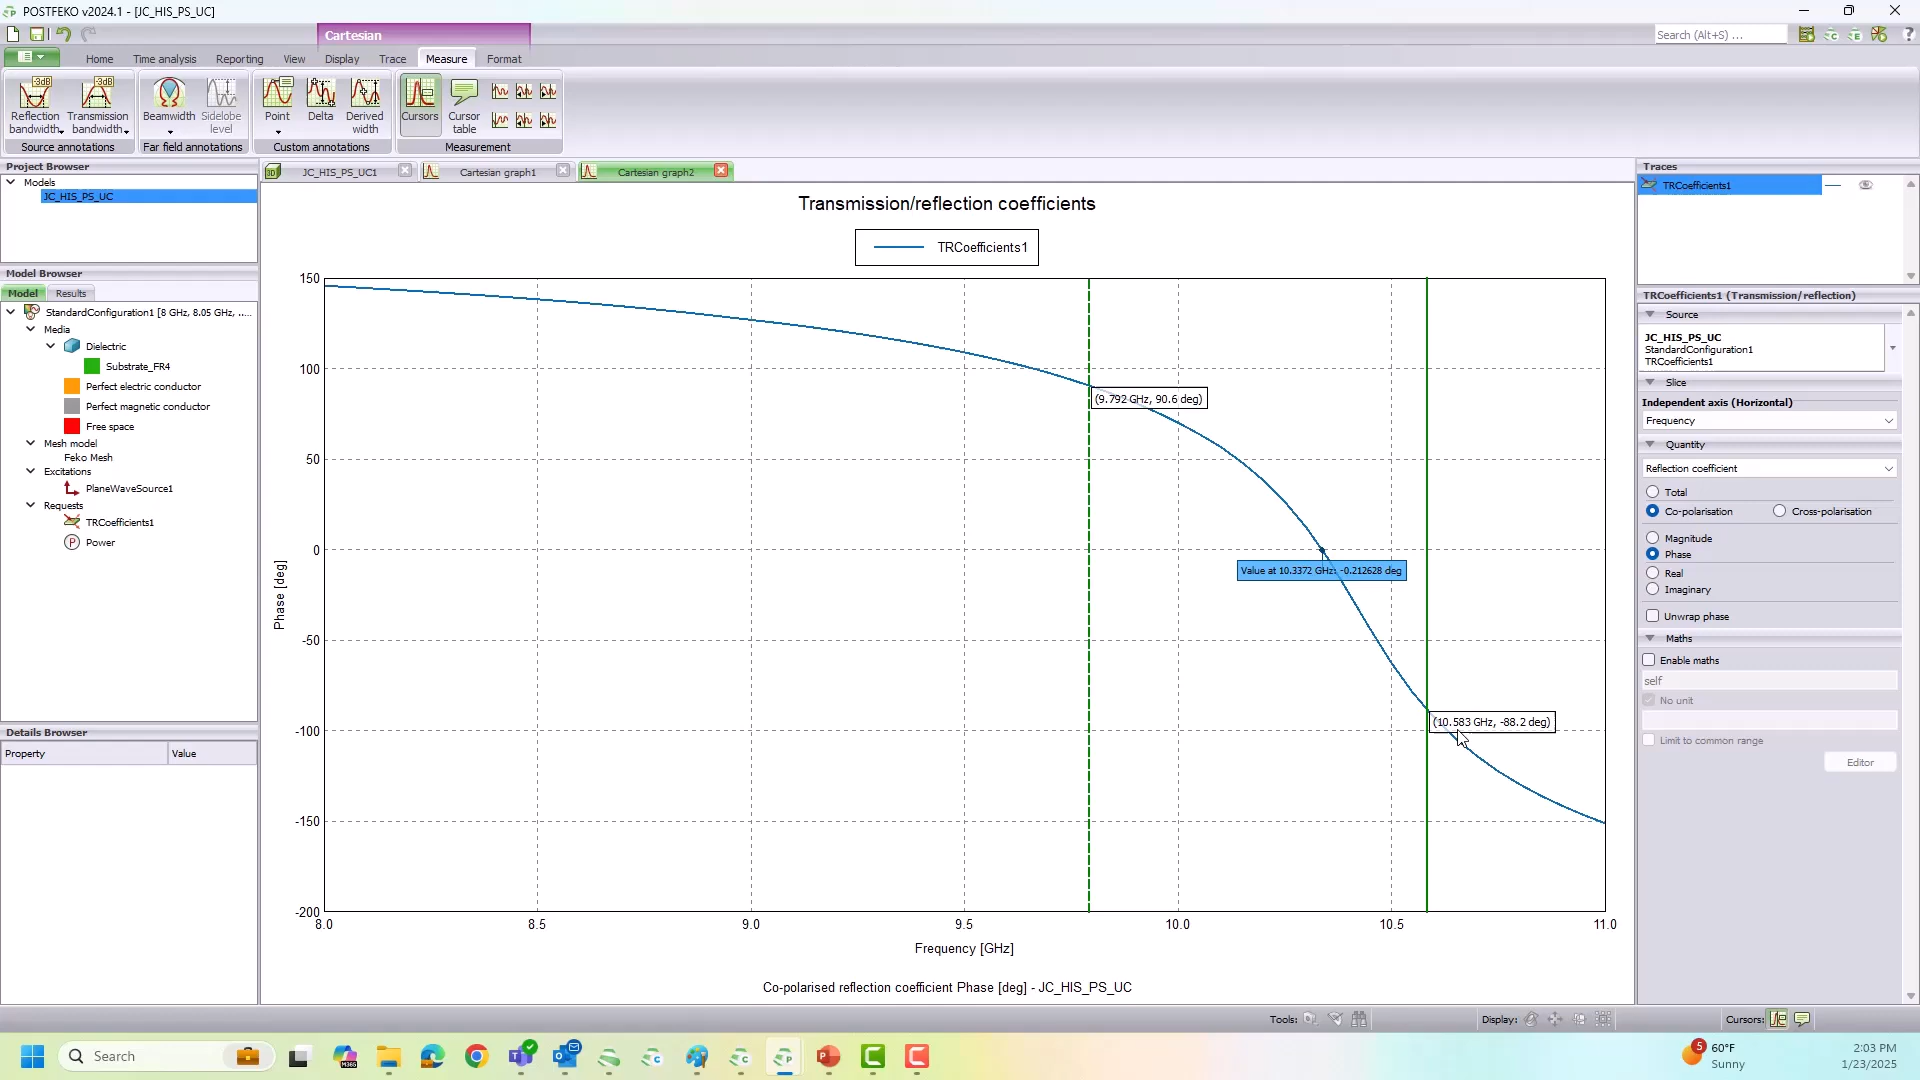 POSTFEKO v2024.1 - [JC_HIS_PS_UC]
Cartesian
Search (Alt+S) ...
Home Time analysis Reporting View Display Trace Measure Format
Reflection bandwidth
Transmission bandwidth
Beamwidth
Sidelobe level
Point
Delta
Derived width
Cursors
Cursor table
Source annotations
Far field annotations
Custom annotations
Measurement
Project Browser
Models
JC_HIS_PS_UC
Model Browser
Model Results
StandardConfiguration1 [8 GHz, 8.05 GHz, ....
Media
Dielectric
Substrate_FR4
Perfect electric conductor
Perfect magnetic conductor
Free space
Mesh model
Feko Mesh
Excitations
PlaneWaveSource1
Requests
TRCoefficients1
Power
Details Browser
Property Value
JC_HIS_PS_UC1
Cartesian graph1
Cartesian graph2
Transmission/reflection coefficients
TRCoefficients1
150
100
50
0
-50
-100
-150
-200
Phase [deg]
(9.792 GHz, 90.6 deg)
Value at 10.3372 GHz: -0.212628 deg
(10.583 GHz, -88.2 deg)
8.0 8.5 9.0 9.5 10.0 10.5 11.0
Frequency [GHz]
Co-polarised reflection coefficient Phase [deg] - JC_HIS_PS_UC
Traces
TRCoefficients1
TRCoefficients1 (Transmission/reflection)
Source
JC_HIS_PS_UC
StandardConfiguration1
TRCoefficients1
Slice
Independent axis (Horizontal)
Frequency
Quantity
Reflection coefficient
Total
Co-polarisation Cross-polarisation
Magnitude
Phase
Real
Imaginary
Unwrap phase
Maths
Enable maths
self
No unit
Limit to common range
Editor
Tools: Display: Cursors:
Search
5
60°F
Sunny
2:03 PM
1/23/2025